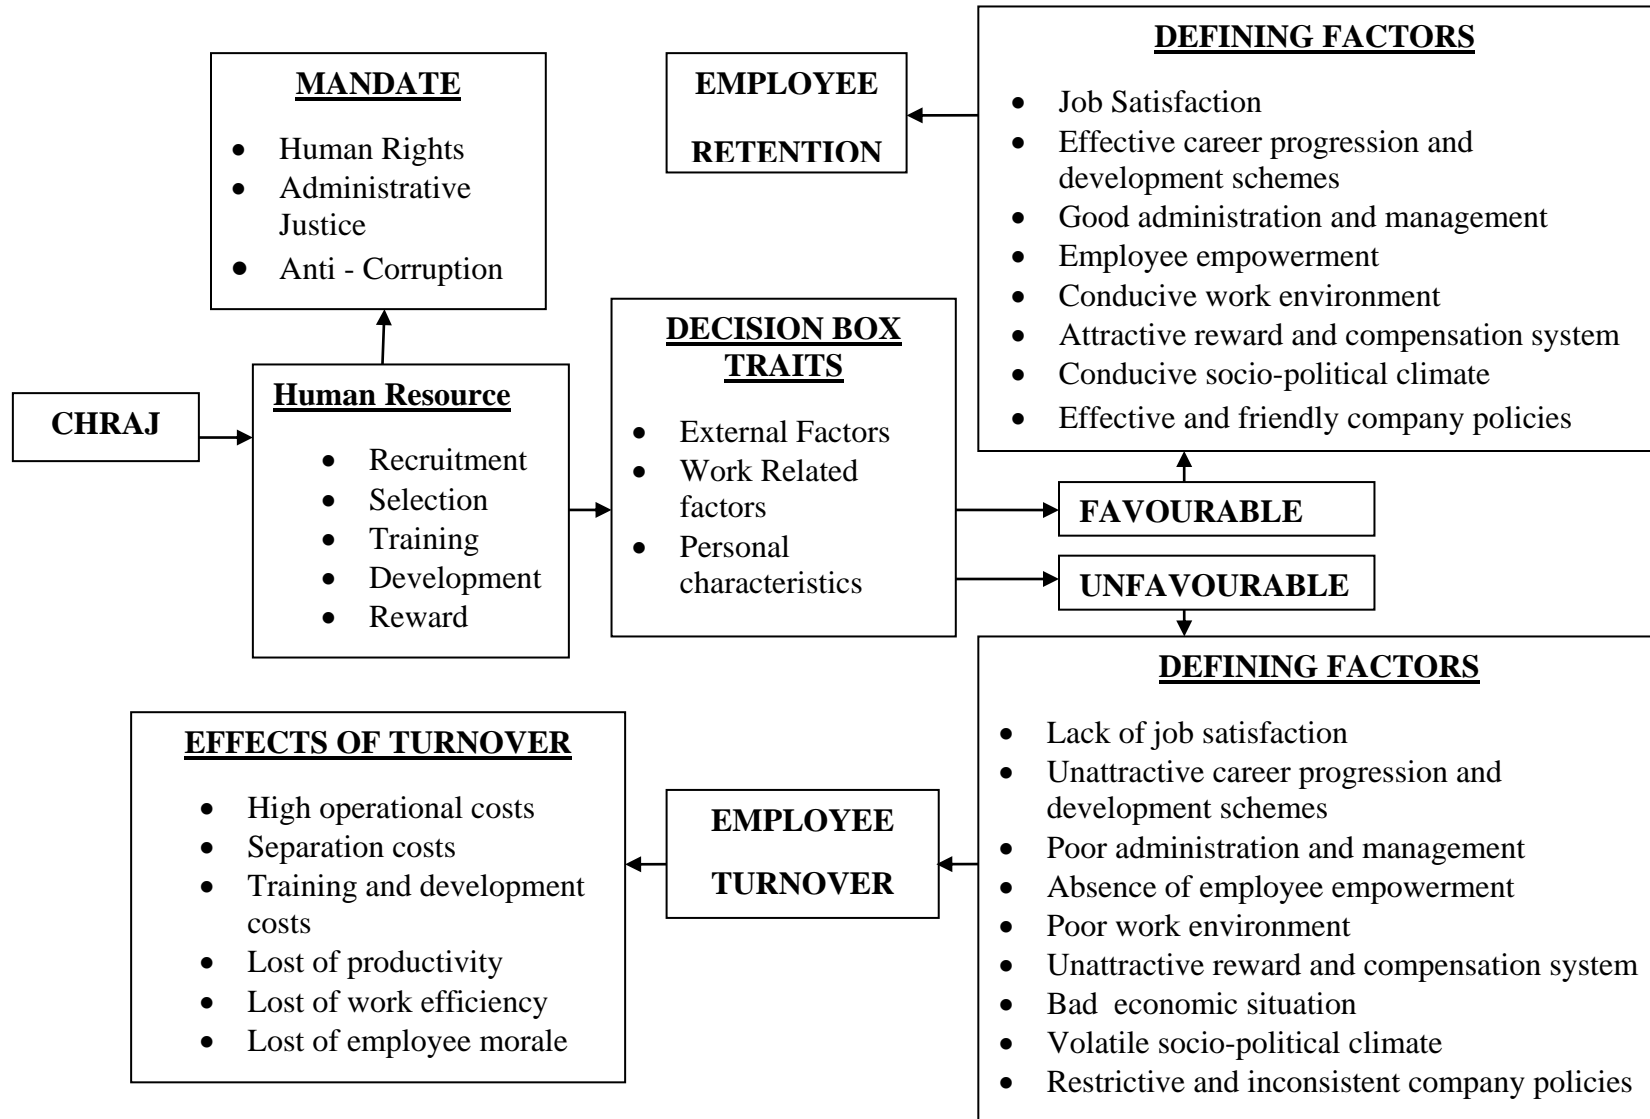 MANDATE
• Human Rights
• Administrative
Justice
• Anti - Corruption
EMPLOYEE
RETENTION
DEFINING FACTORS
• Job Satisfaction
• Effective career progression and
development schemes
• Good administration and management
• Employee empowerment
• Conducive work environment
• Attractive reward and compensation system
• Conducive socio-political climate
• Effective and friendly company policies
CHRAJ
Human Resource
• Recruitment
• Selection
• Training
• Development
• Reward
DECISION BOX
TRAITS
• External Factors
• Work Related
factors
• Personal
characteristics
FAVOURABLE
UNFAVOURABLE
DEFINING FACTORS
• Lack of job satisfaction
• Unattractive career progression and
development schemes
• Poor administration and management
• Absence of employee empowerment
• Poor work environment
• Unattractive reward and compensation system
• Bad  economic situation
• Volatile socio-political climate
• Restrictive and inconsistent company policies
EMPLOYEE
TURNOVER
EFFECTS OF TURNOVER
• High operational costs
• Separation costs
• Training and development
costs
• Lost of productivity
• Lost of work efficiency
• Lost of employee morale